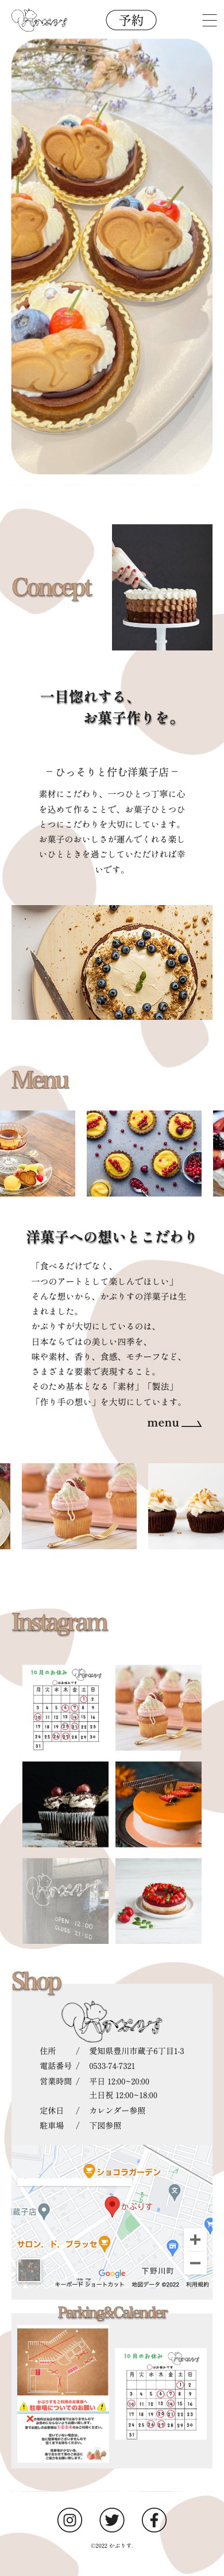 かぷりす
予約
Concept
一目惚れする、
お菓子作りを。
−ひっそりと佇む洋菓子店−
素材にこだわり、一つひとつ丁寧に心
を込めて作ることで、お菓子ひとつひ
とつにこだわりを大切にしています。
お菓子のおいしさが運んでくれる楽し
いひとときを過ごしていただければ幸
いです。
Menu
洋菓子への想いとこだわり
「食べるだけでなく、
一つのアートとして楽しんでほしい」
そんな想いから、かぷりすの洋菓子は生
まれました。
かぷりすが大切にしているのは、
日本ならではの美しい四季を、
味や素材、香り、食感、モチーフなど、
さまざまな要素で表現すること。
そのため基本となる「素材」「製法」
「作り手の想い」を大切にしています。
menu
Instagram
10月のお休み
OPEN 12:00
Shop
住所 / 愛知県豊川市蔵子6丁目1-3
電話番号 / 0533-74-7321
営業時間 / 平日 12:00~20:00
土日祝 12:00~18:00
定休日 / カレンダー参照
駐車場 / 下図参照
ショコラガーデン
蔵子店
かぷりす
サロン．ド．プラッセ
下野川町
Google
キーボード ショートカット 地図データ ©2022 利用規約
Parking&Calender
駐車場についてのお願い
10月のお休み
©2022 かぷりす.